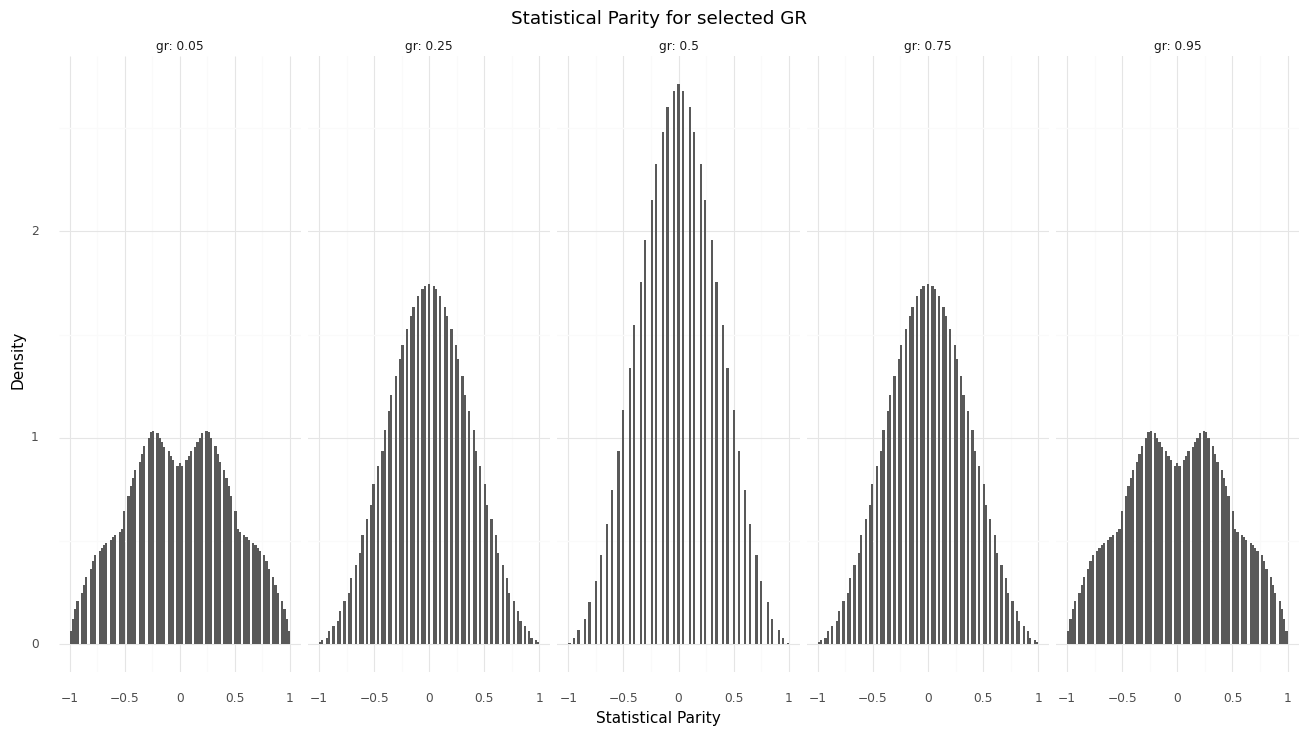 Statistical Parity for selected GR
gr: 0.05 gr: 0.25 gr: 0.5 gr: 0.75 gr: 0.95
2
1
0
Density
−1 −0.5 0 0.5 1 −1 −0.5 0 0.5 1 −1 −0.5 0 0.5 1 −1 −0.5 0 0.5 1 −1 −0.5 0 0.5 1
Statistical Parity